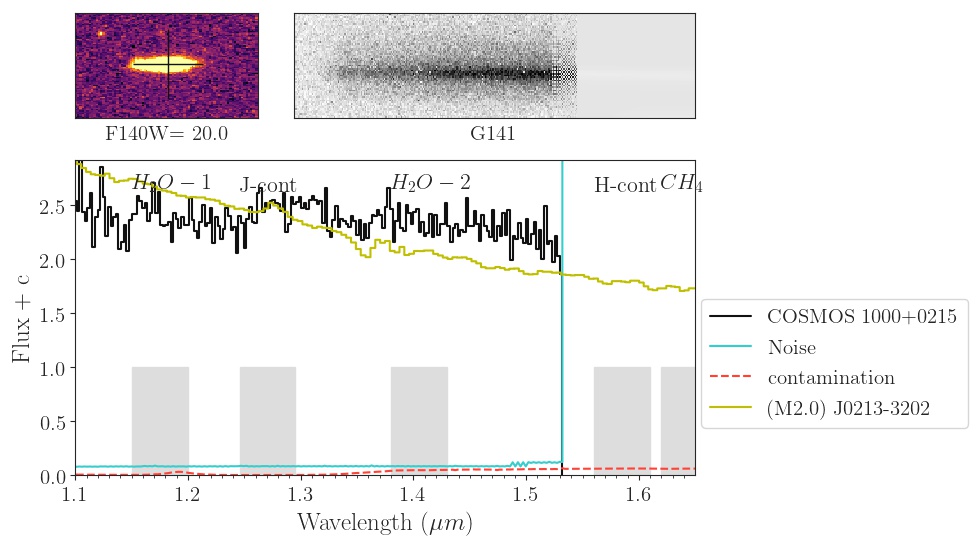 F140W= 20.0
G141
H₂O − 1
J-cont
H₂O − 2
H-cont
CH₄
Flux + c
2.5
2.0
1.5
1.0
0.5
0.0
1.1
1.2
1.3
1.4
1.5
1.6
Wavelength (μm)
COSMOS 1000+0215
Noise
contamination
(M2.0) J0213-3202